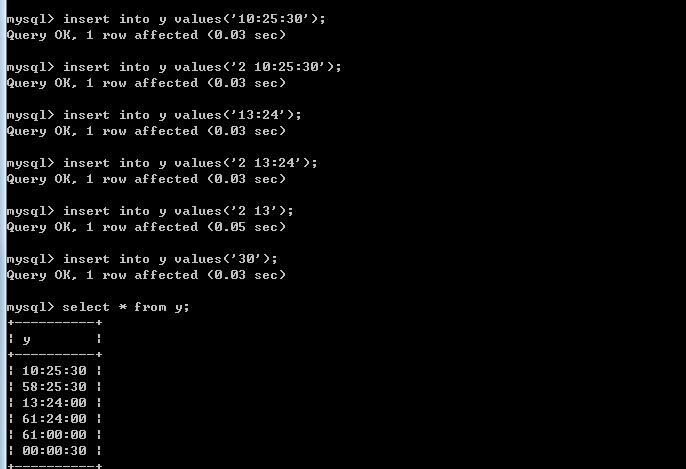 mysql> insert into y values('10:25:30');
Query OK, 1 row affected (0.03 sec)
mysql> insert into y values('2 10:25:30');
Query OK, 1 row affected (0.03 sec)
mysql> insert into y values('13:24');
Query OK, 1 row affected (0.03 sec)
mysql> insert into y values('2 13:24');
Query OK, 1 row affected (0.03 sec)
mysql> insert into y values('2 13');
Query OK, 1 row affected (0.05 sec)
mysql> insert into y values('30');
Query OK, 1 row affected (0.03 sec)
mysql> select * from y;
+----------+
¦ y        ¦
+----------+
¦ 10:25:30 ¦
¦ 58:25:30 ¦
¦ 13:24:00 ¦
¦ 61:24:00 ¦
¦ 61:00:00 ¦
¦ 00:00:30 ¦
+----------+